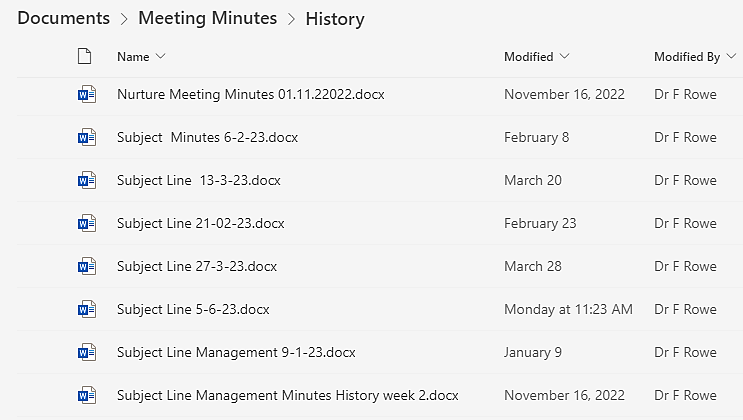 Documents > Meeting Minutes > History
Name Modified Modified By
Nurture Meeting Minutes 01.11.22022.docx November 16, 2022 Dr F Rowe
Subject  Minutes 6-2-23.docx February 8 Dr F Rowe
Subject Line  13-3-23.docx March 20 Dr F Rowe
Subject Line 21-02-23.docx February 23 Dr F Rowe
Subject Line 27-3-23.docx March 28 Dr F Rowe
Subject Line 5-6-23.docx Monday at 11:23 AM Dr F Rowe
Subject Line Management 9-1-23.docx January 9 Dr F Rowe
Subject Line Management Minutes History week 2.docx November 16, 2022 Dr F Rowe